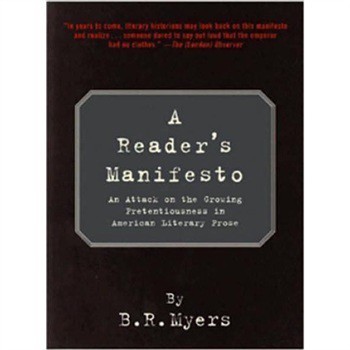 "In years to come, literary historians may look back on this manifesto
and realize . . . someone dared to say out loud that the emperor
had no clothes." —The [London] Observer
A
Reader's
Manifesto
An Attack on the Growing
Pretentiousness in
American Literary Prose
By
B.R.Myers